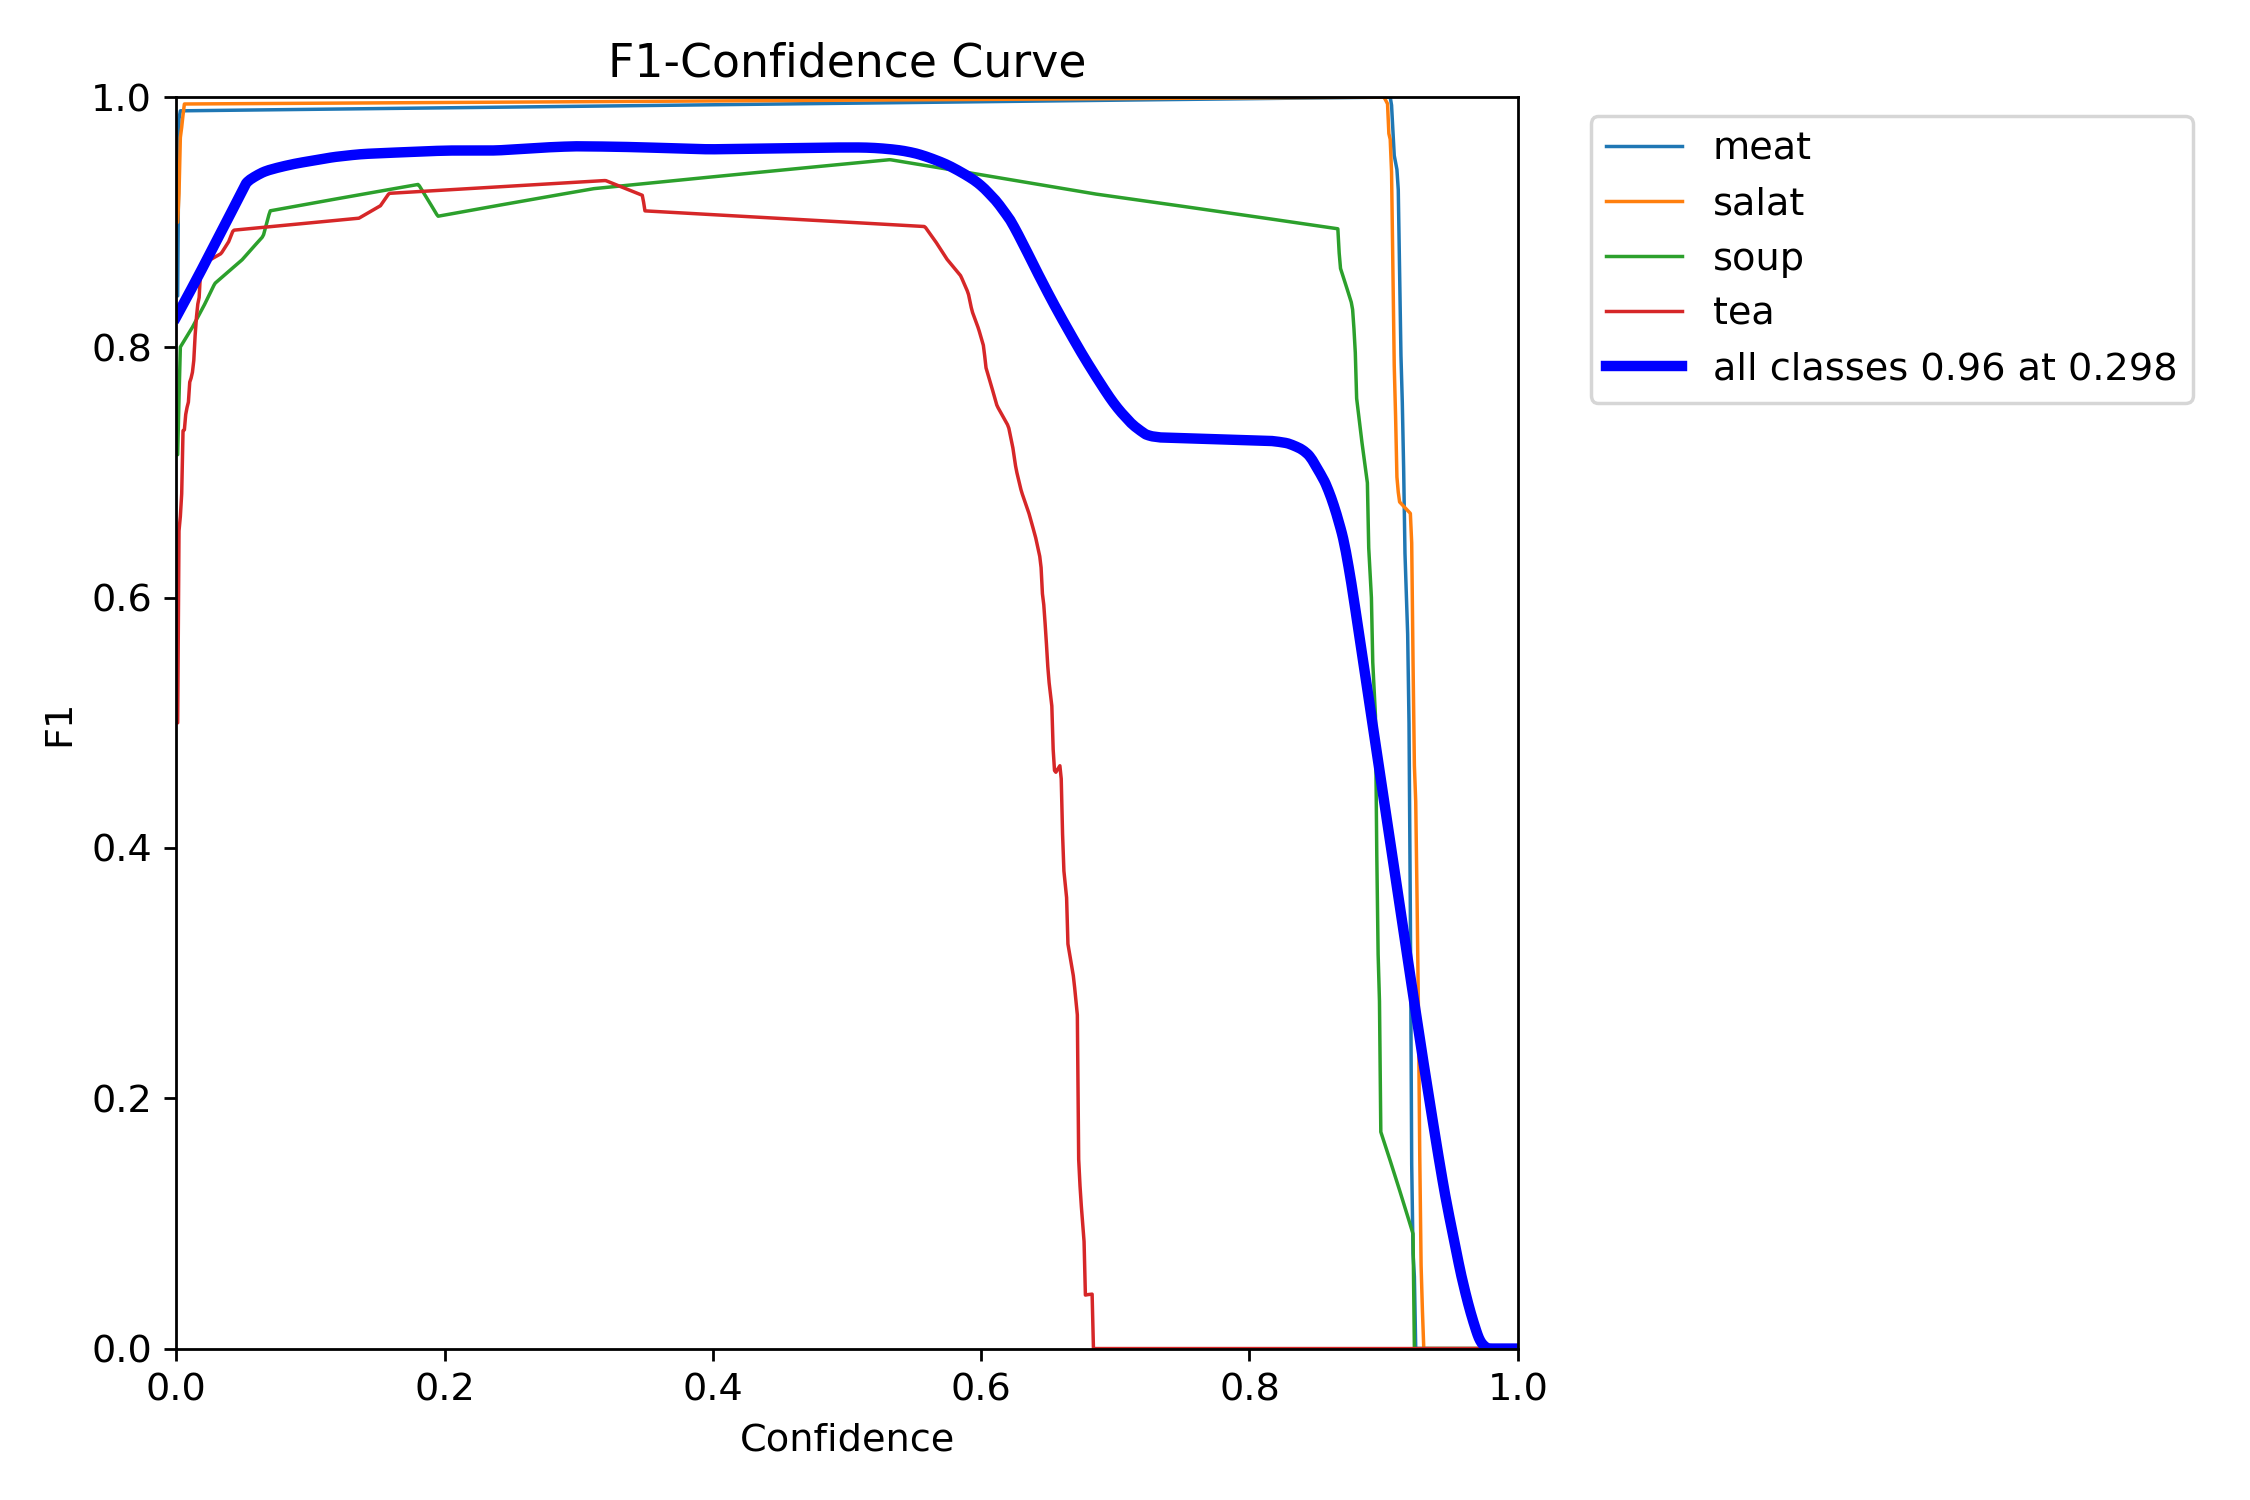 F1-Confidence Curve
1.0
0.8
0.6
0.4
0.2
0.0
F1
0.0 0.2 0.4 0.6 0.8 1.0
Confidence
meat
salat
soup
tea
all classes 0.96 at 0.298